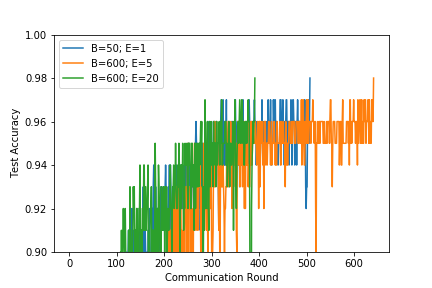 1.00
0.98
0.96
0.94
0.92
0.90
Test Accuracy
B=50; E=1
B=600; E=5
B=600; E=20
0 100 200 300 400 500 600
Communication Round